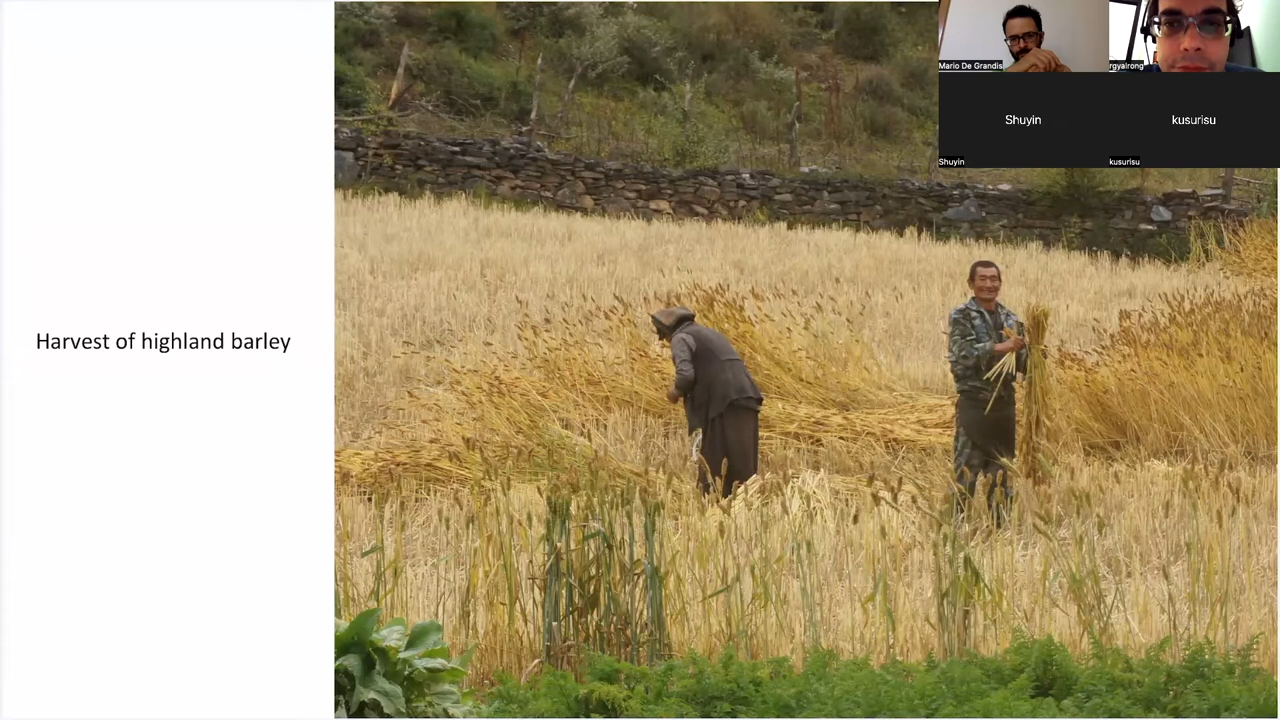 Harvest of highland barley
Mario De Grandis
rgyalrong
Shuyin
kusurisu
Shuyin
kusurisu